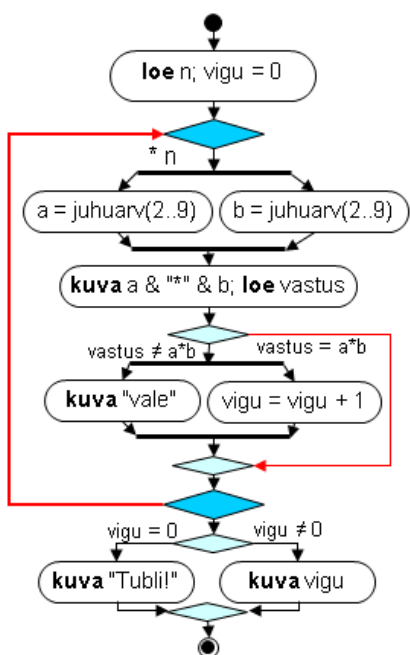 loe n; vigu = 0
* n
a = juhuarv(2..9)
b = juhuarv(2..9)
kuva a & "*" & b; loe vastus
vastus ≠ a*b
vastus = a*b
kuva "vale"
vigu = vigu + 1
vigu = 0
vigu ≠ 0
kuva "Tubli!"
kuva vigu